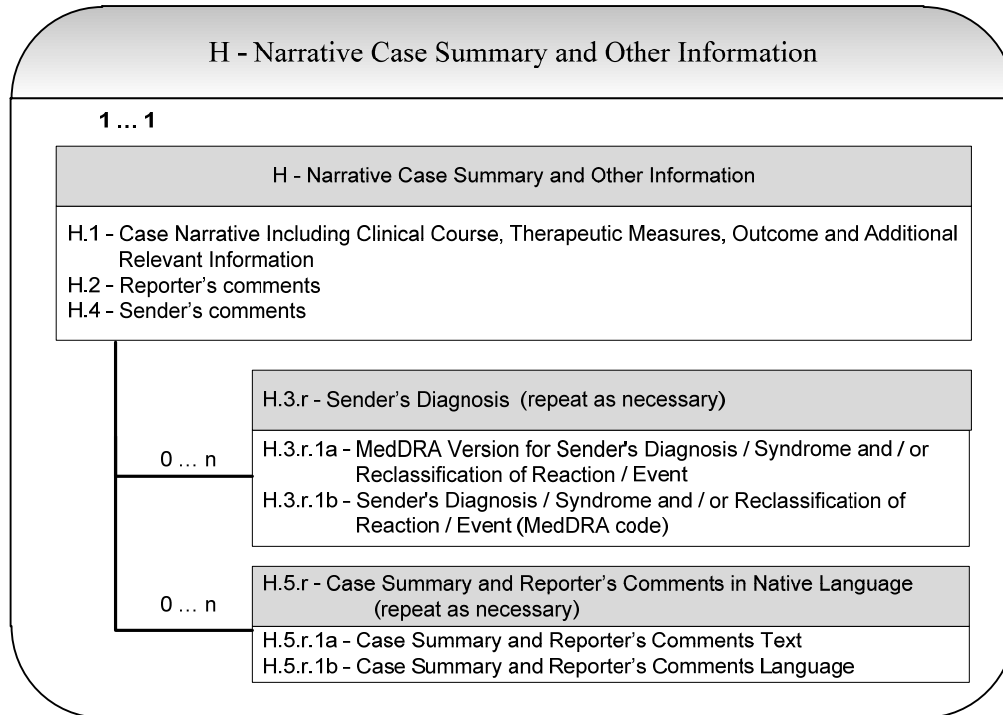 H - Narrative Case Summary and Other Information
1 ... 1
H - Narrative Case Summary and Other Information
H.1 - Case Narrative Including Clinical Course, Therapeutic Measures, Outcome and Additional
Relevant Information
H.2 - Reporter's comments
H.4 - Sender's comments
H.3.r - Sender's Diagnosis (repeat as necessary)
0 ... n
H.3.r.1a - MedDRA Version for Sender's Diagnosis / Syndrome and / or
Reclassification of Reaction / Event
H.3.r.1b - Sender's Diagnosis / Syndrome and / or Reclassification of
Reaction / Event (MedDRA code)
H.5.r - Case Summary and Reporter's Comments in Native Language
(repeat as necessary)
0 ... n
H.5.r.1a - Case Summary and Reporter's Comments Text
H.5.r.1b - Case Summary and Reporter's Comments Language